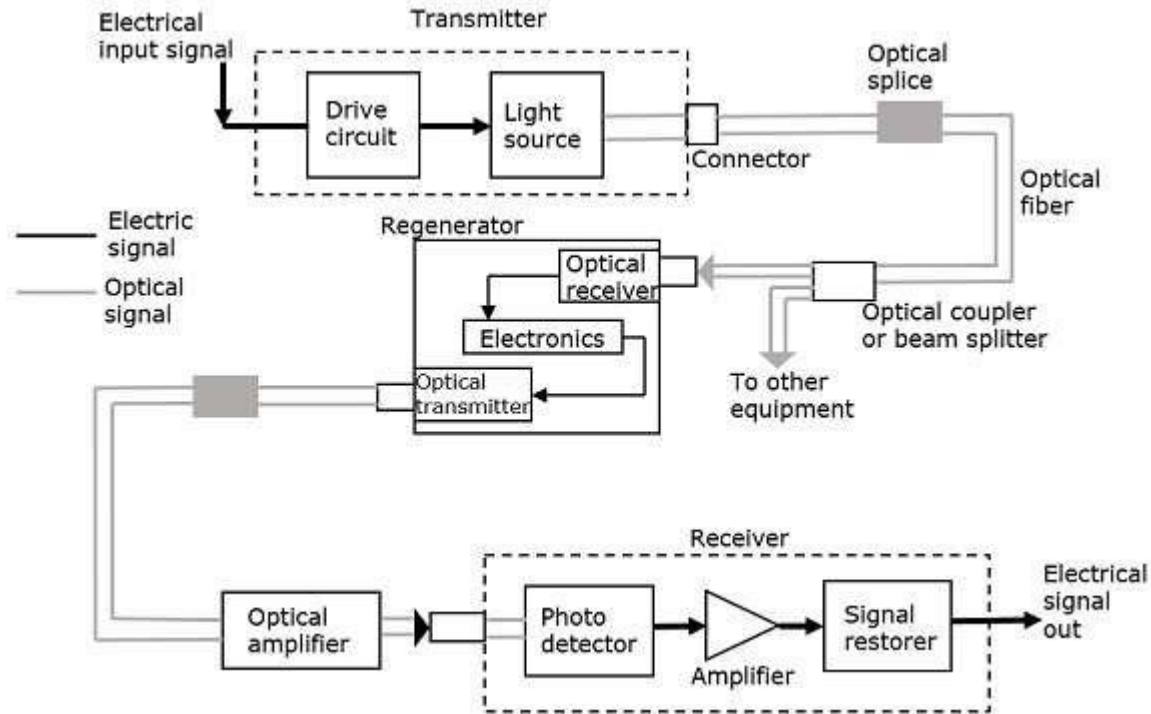 Electrical
input signal
Transmitter
Drive
circuit
Light
source
Connector
Optical
splice
Optical
fiber
Electric
signal
Optical
signal
Regenerator
Optical
receiver
Electronics
Optical
transmitter
Optical coupler
or beam splitter
To other
equipment
Receiver
Optical
amplifier
Photo
detector
Amplifier
Signal
restorer
Electrical
signal
out